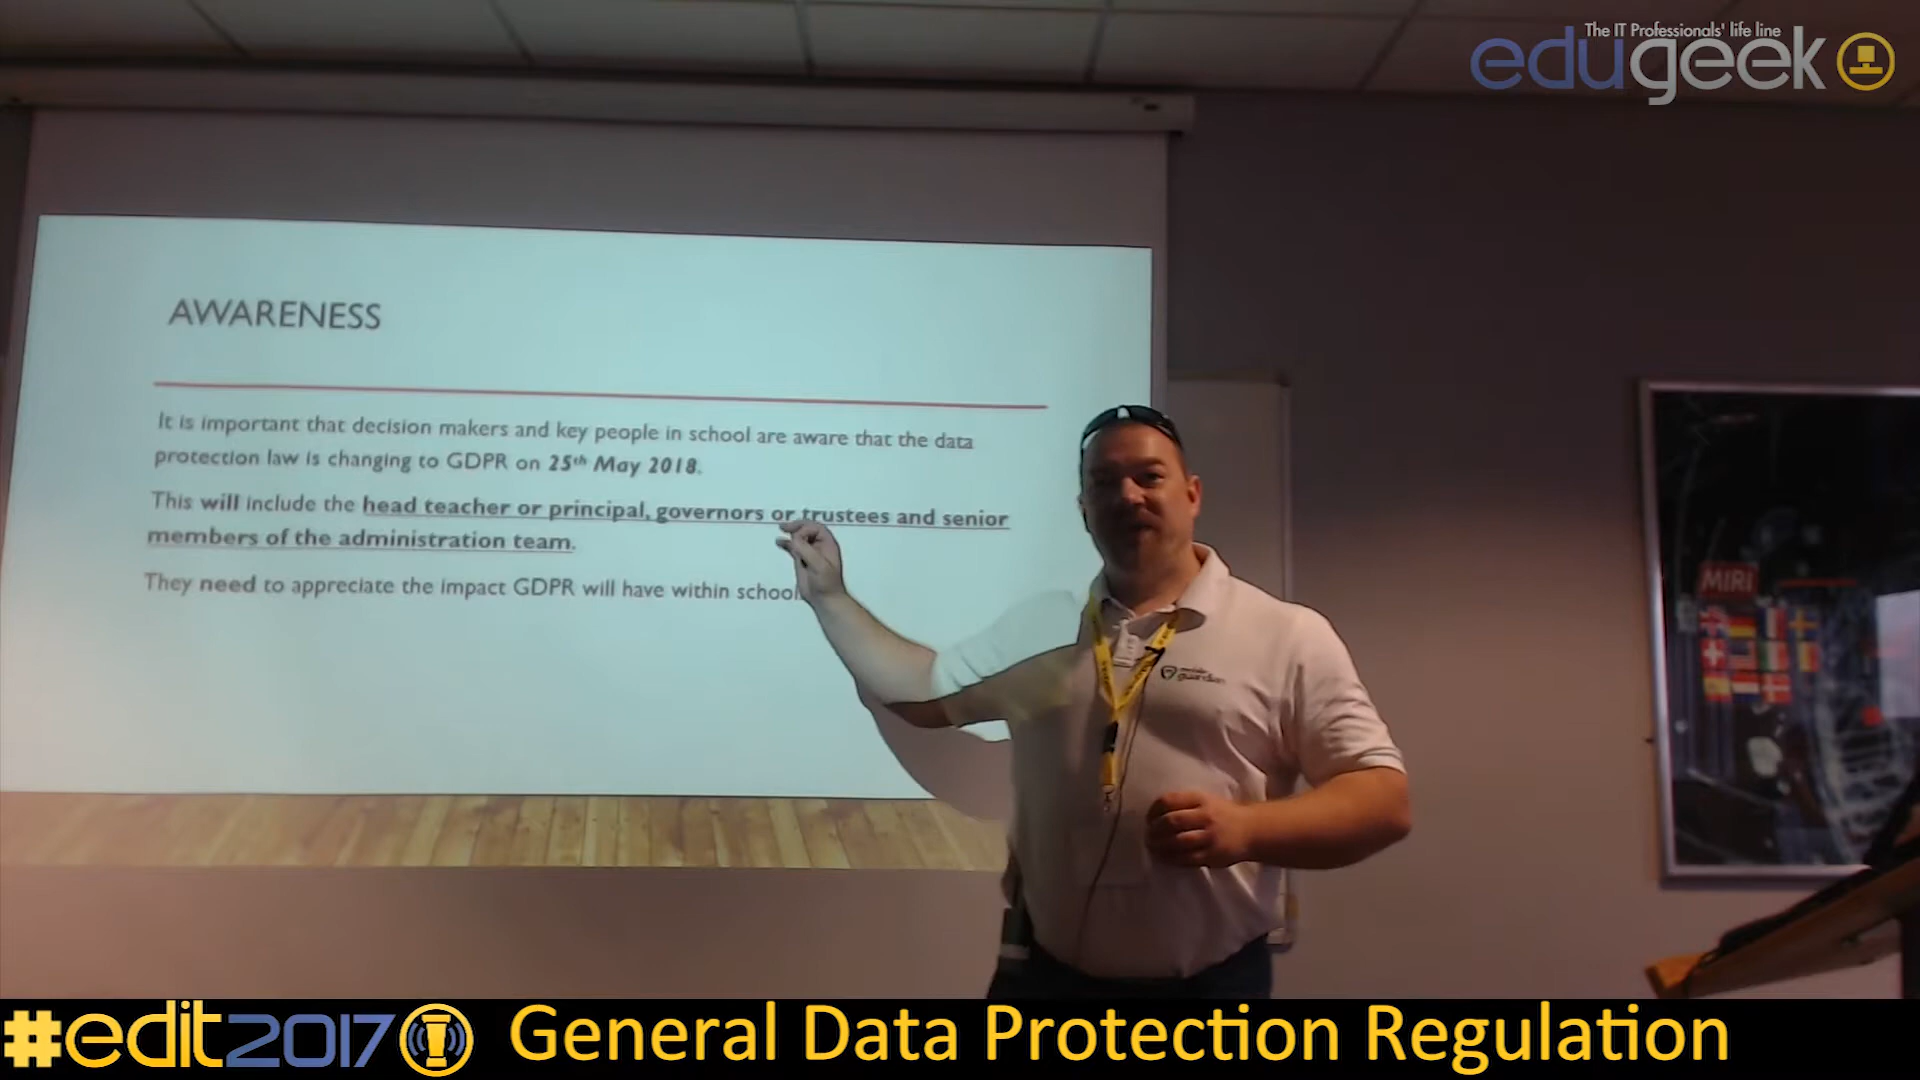 The IT Professionals' life line
edugeek
AWARENESS
It is important that decision makers and key people in school are aware that the data
protection law is changing to GDPR on 25th May 2018.
This will include the head teacher or principal, governors or trustees and senior
members of the administration team.
They need to appreciate the impact GDPR will have within school.
mobile
guardian
MIRI
#edit2017 General Data Protection Regulation